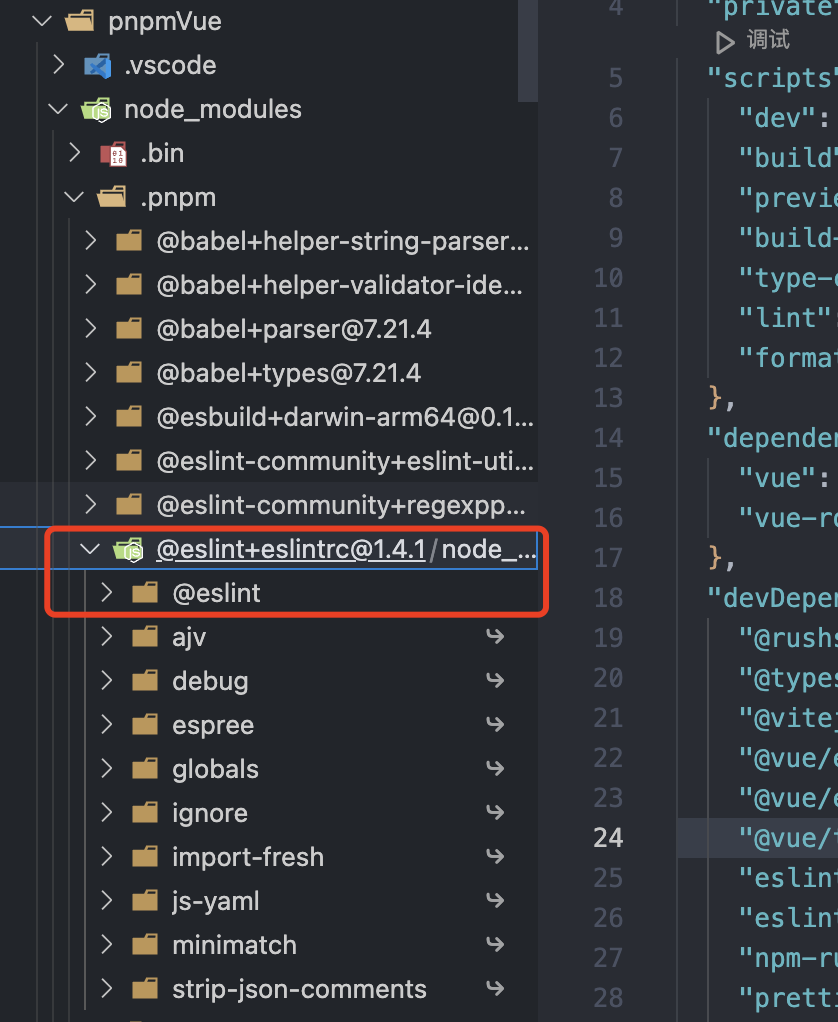 pnpmVue
.vscode
node_modules
.bin
.pnpm
@babel+helper-string-parser...
@babel+helper-validator-ide...
@babel+parser@7.21.4
@babel+types@7.21.4
@esbuild+darwin-arm64@0.1...
@eslint-community+eslint-uti...
@eslint-community+regexpp...
@eslint+eslintrc@1.4.1/node_...
@eslint
ajv
debug
espree
globals
ignore
import-fresh
js-yaml
minimatch
strip-json-comments
4 "private
调试
5 "scripts"
6 "dev":
7 "build"
8 "previe
9 "build-
10 "type-c
11 "lint":
12 "format
13 },
14 "dependen
15 "vue":
16 "vue-ro
17 },
18 "devDepen
19 "@rushs
20 "@types
21 "@vitej
22 "@vue/e
23 "@vue/e
24 "@vue/t
25 "eslint
26 "eslint
27 "npm-ru
28 "pretti